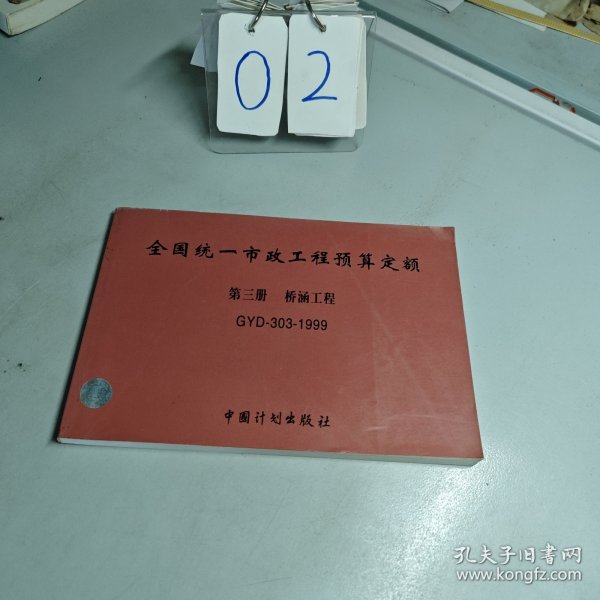 02
全国统一市政工程预算定额
第三册 桥涵工程
GYD-303-1999
中国计划出版社
孔夫子旧书网
www.kongfz.com